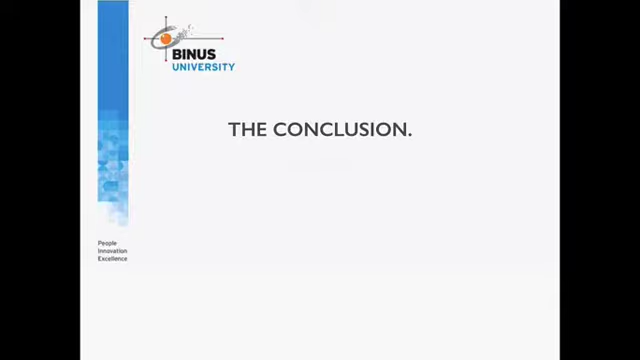 BINUS
UNIVERSITY
THE CONCLUSION.
People
Innovation
Excellence